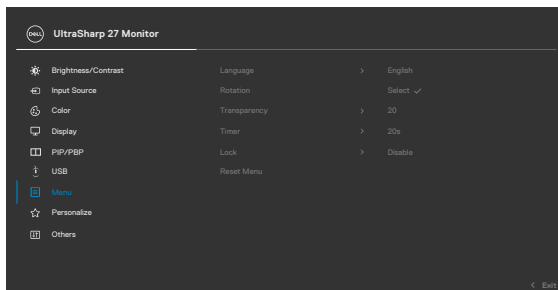 DELL UltraSharp 27 Monitor
Brightness/Contrast Language > English
Input Source Rotation Select ✓
Color Transparency > 20
Display Timer > 20s
PIP/PBP Lock > Disable
USB Reset Menu
Menu
Personalize
Others
< Exit